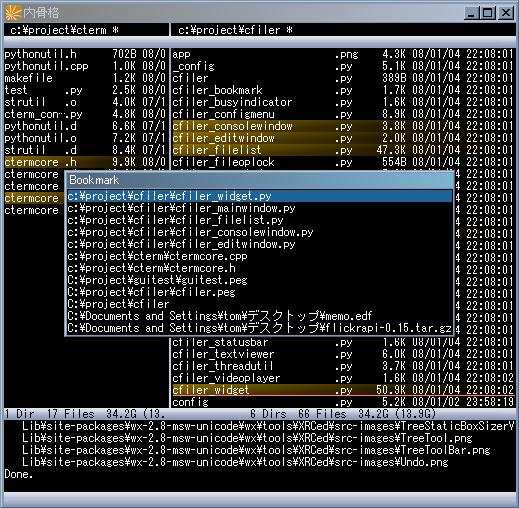 内骨格
c:¥project¥cterm *
c:¥project¥cfiler *
pythonutil.h 702B 08/0
pythonutil.cpp 1.0K 08/0
makefile 1.2K 08/0
test .py 2.5K 08/0
strutil .o 4.0K 07/1
cterm_con~.py 4.8K 08/0
pythonutil.d 6.6K 07/1
pythonutil.o 7.2K 07/1
strutil .d 8.4K 07/1
ctermcore .h 9.9K 08/0
ctermcore
ctermcore
ctermcore
ctermcore
app .png 4.3K 08/01/04 22:08:01
_config .py 5.1K 08/01/04 22:08:01
cfiler 389B 08/01/04 22:08:01
cfiler_bookmark .py 1.7K 08/01/04 22:08:01
cfiler_busyindicator .py 1.6K 08/01/04 22:08:01
cfiler_configmenu .py 8.9K 08/01/04 22:08:01
cfiler_consolewindow .py 3.8K 08/01/04 22:08:01
cfiler_editwindow .py 2.0K 08/01/04 22:08:01
cfiler_filelist .py 47.3K 08/01/04 22:08:01
cfiler_fileoplock .py 554B 08/01/04 22:08:01
Bookmark
c:¥project¥cfiler¥cfiler_widget.py
c:¥project¥cfiler¥cfiler_mainwindow.py
c:¥project¥cfiler¥cfiler_filelist.py
c:¥project¥cfiler¥cfiler_consolewindow.py
c:¥project¥cfiler¥cfiler_editwindow.py
c:¥project¥cterm¥ctermcore.cpp
c:¥project¥cterm¥ctermcore.h
c:¥project¥guitest¥guitest.peg
c:¥project¥cfiler¥cfiler.peg
C:¥project¥cfiler
C:¥Documents and Settings¥tom¥デスクトップ¥memo.edf
C:¥Documents and Settings¥tom¥デスクトップ¥flickrapi-0.15.tar.gz
cfiler_statusbar .py 1.6K 08/01/04 22:08:01
cfiler_textviewer .py 6.0K 08/01/04 22:08:01
cfiler_threadutil .py 3.7K 08/01/04 22:08:01
cfiler_videoplayer .py 1.6K 08/01/04 22:08:02
cfiler_widget .py 50.9K 08/01/04 22:08:02
config .py 5.2K 08/01/02 23:58:19
1 Dir 17 Files 34.2G (13.
6 Dirs 66 Files 34.2G (13.9G)
Lib¥site-packages¥wx-2.8-msw-unicode¥wx¥tools¥XRCed¥src-images¥TreeStaticBoxSizerV
Lib¥site-packages¥wx-2.8-msw-unicode¥wx¥tools¥XRCed¥src-images¥TreeTool.png
Lib¥site-packages¥wx-2.8-msw-unicode¥wx¥tools¥XRCed¥src-images¥TreeToolBar.png
Lib¥site-packages¥wx-2.8-msw-unicode¥wx¥tools¥XRCed¥src-images¥Undo.png
Done.